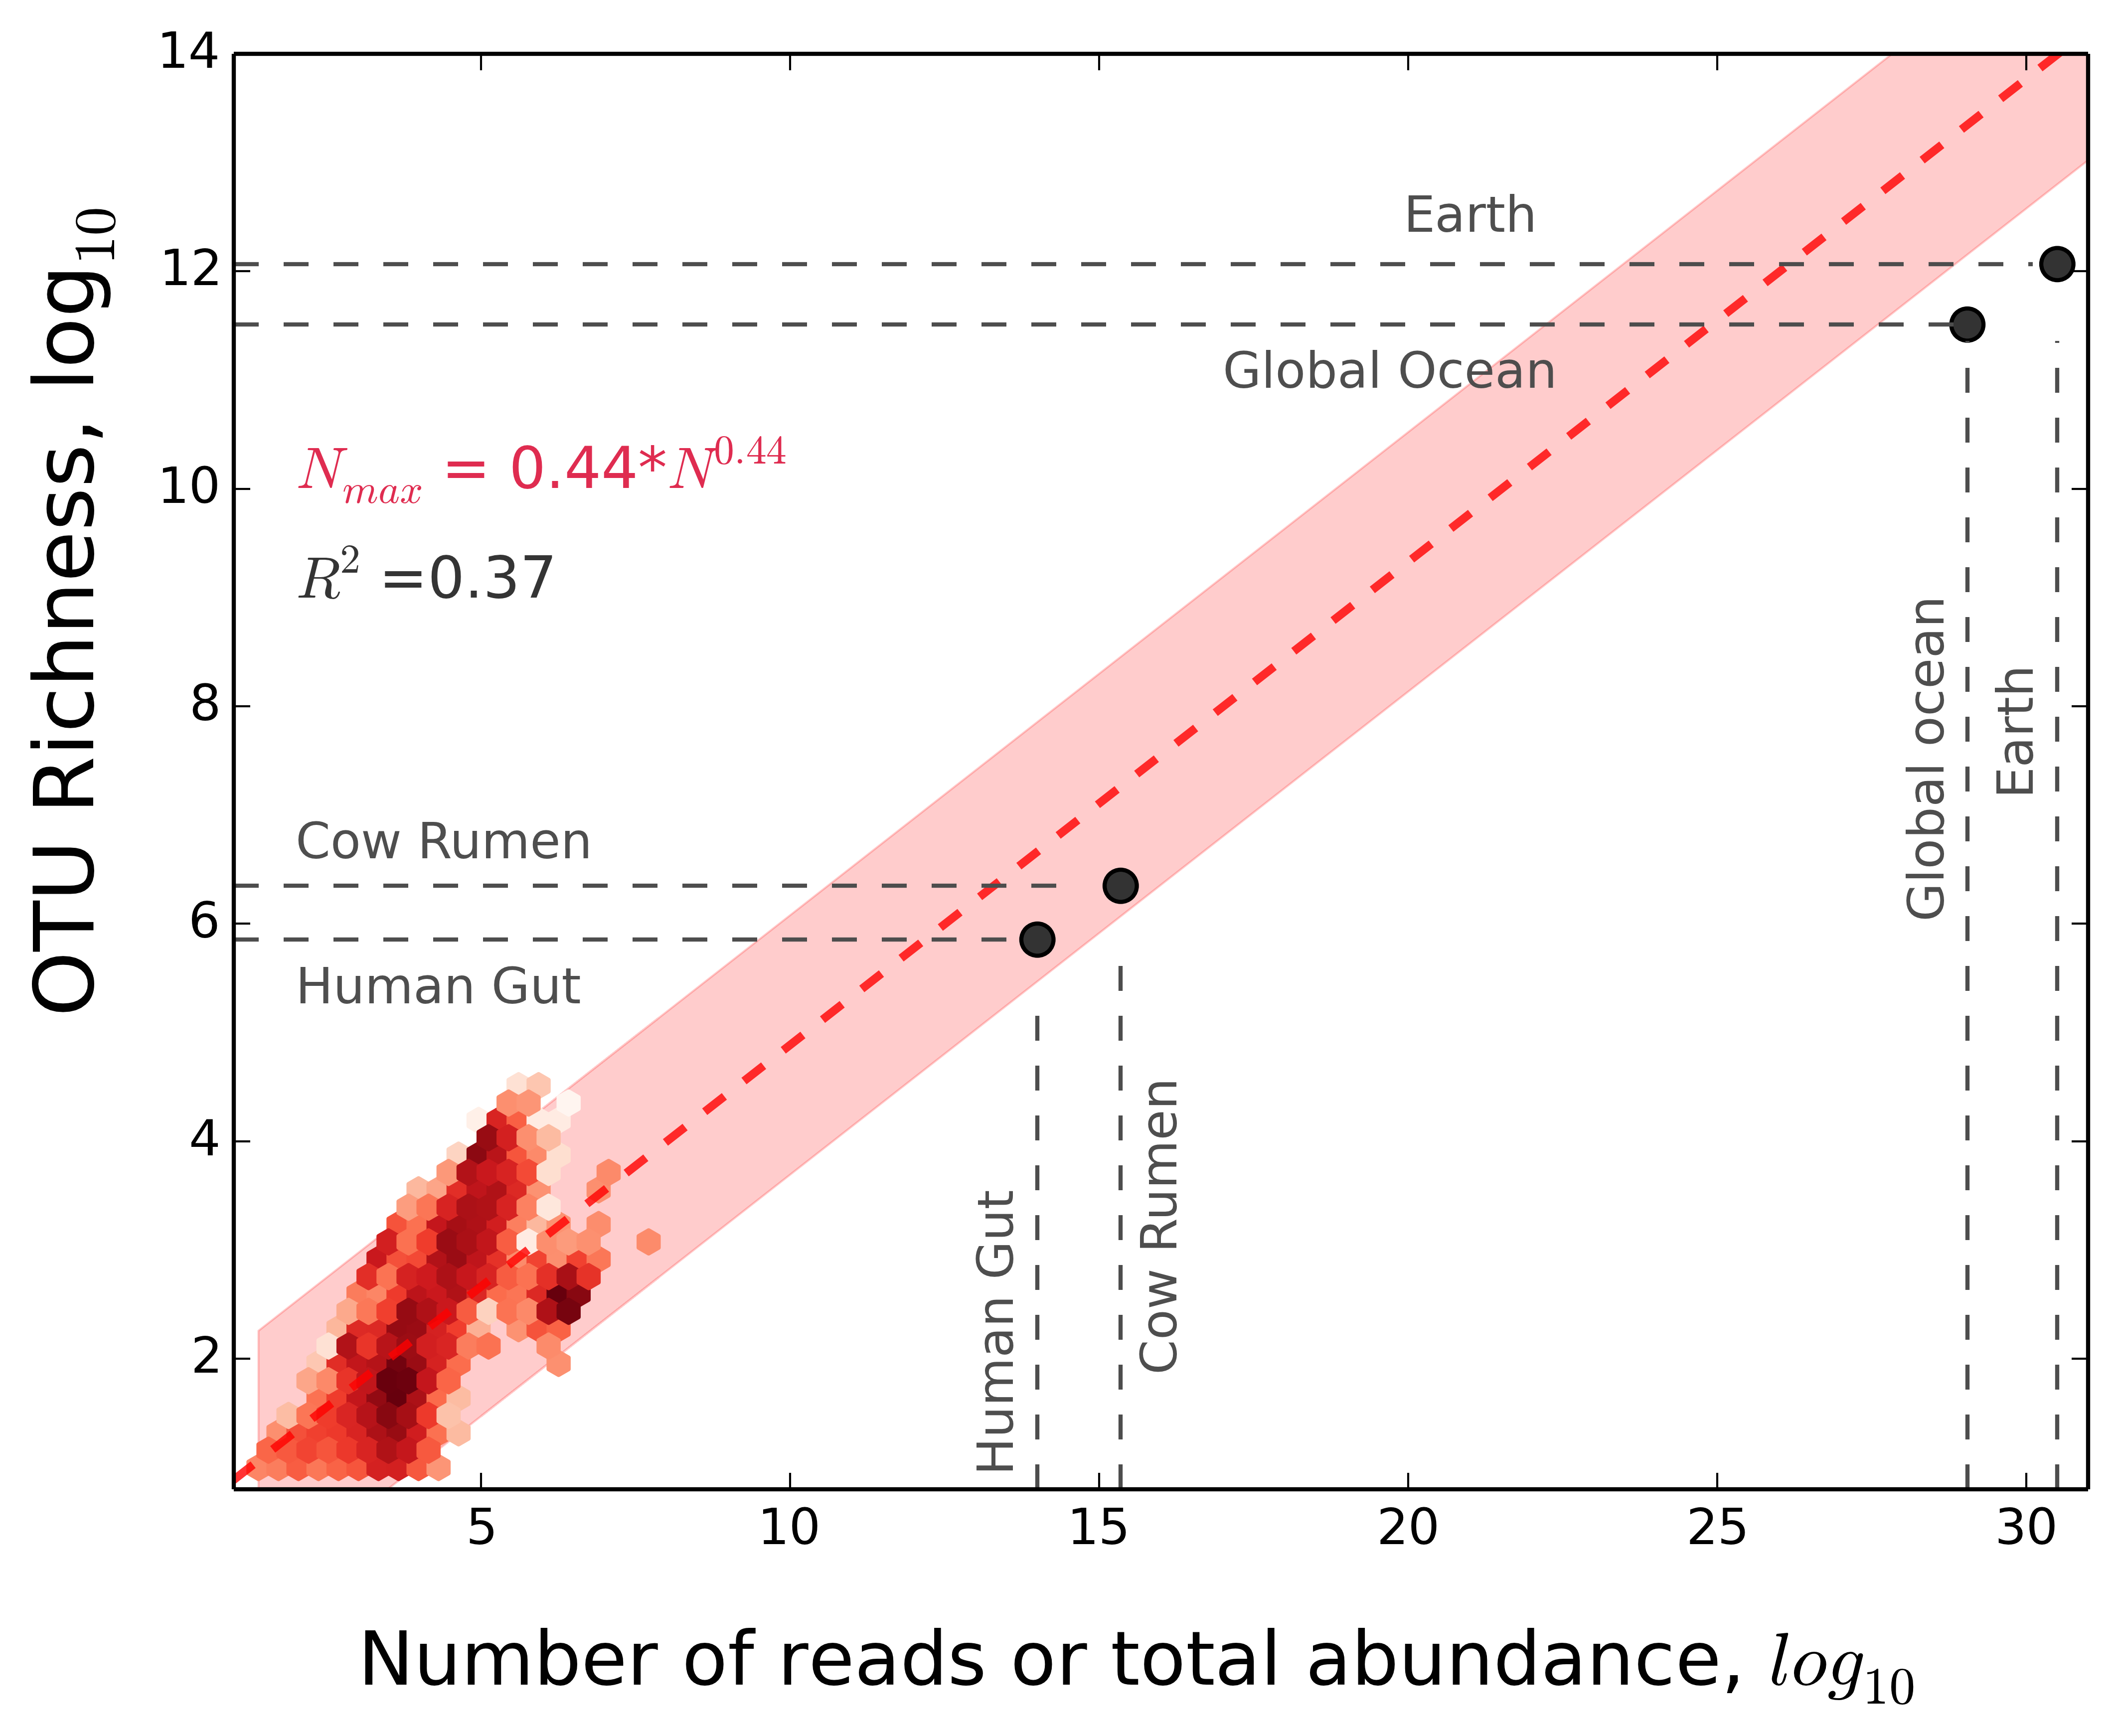 14
12
10
8
6
4
2
OTU Richness, log10
Earth
Global Ocean
Nmax = 0.44*N^0.44
R^2 =0.37
Cow Rumen
Human Gut
Human Gut
Cow Rumen
Global ocean
Earth
5 10 15 20 25 30
Number of reads or total abundance, log10